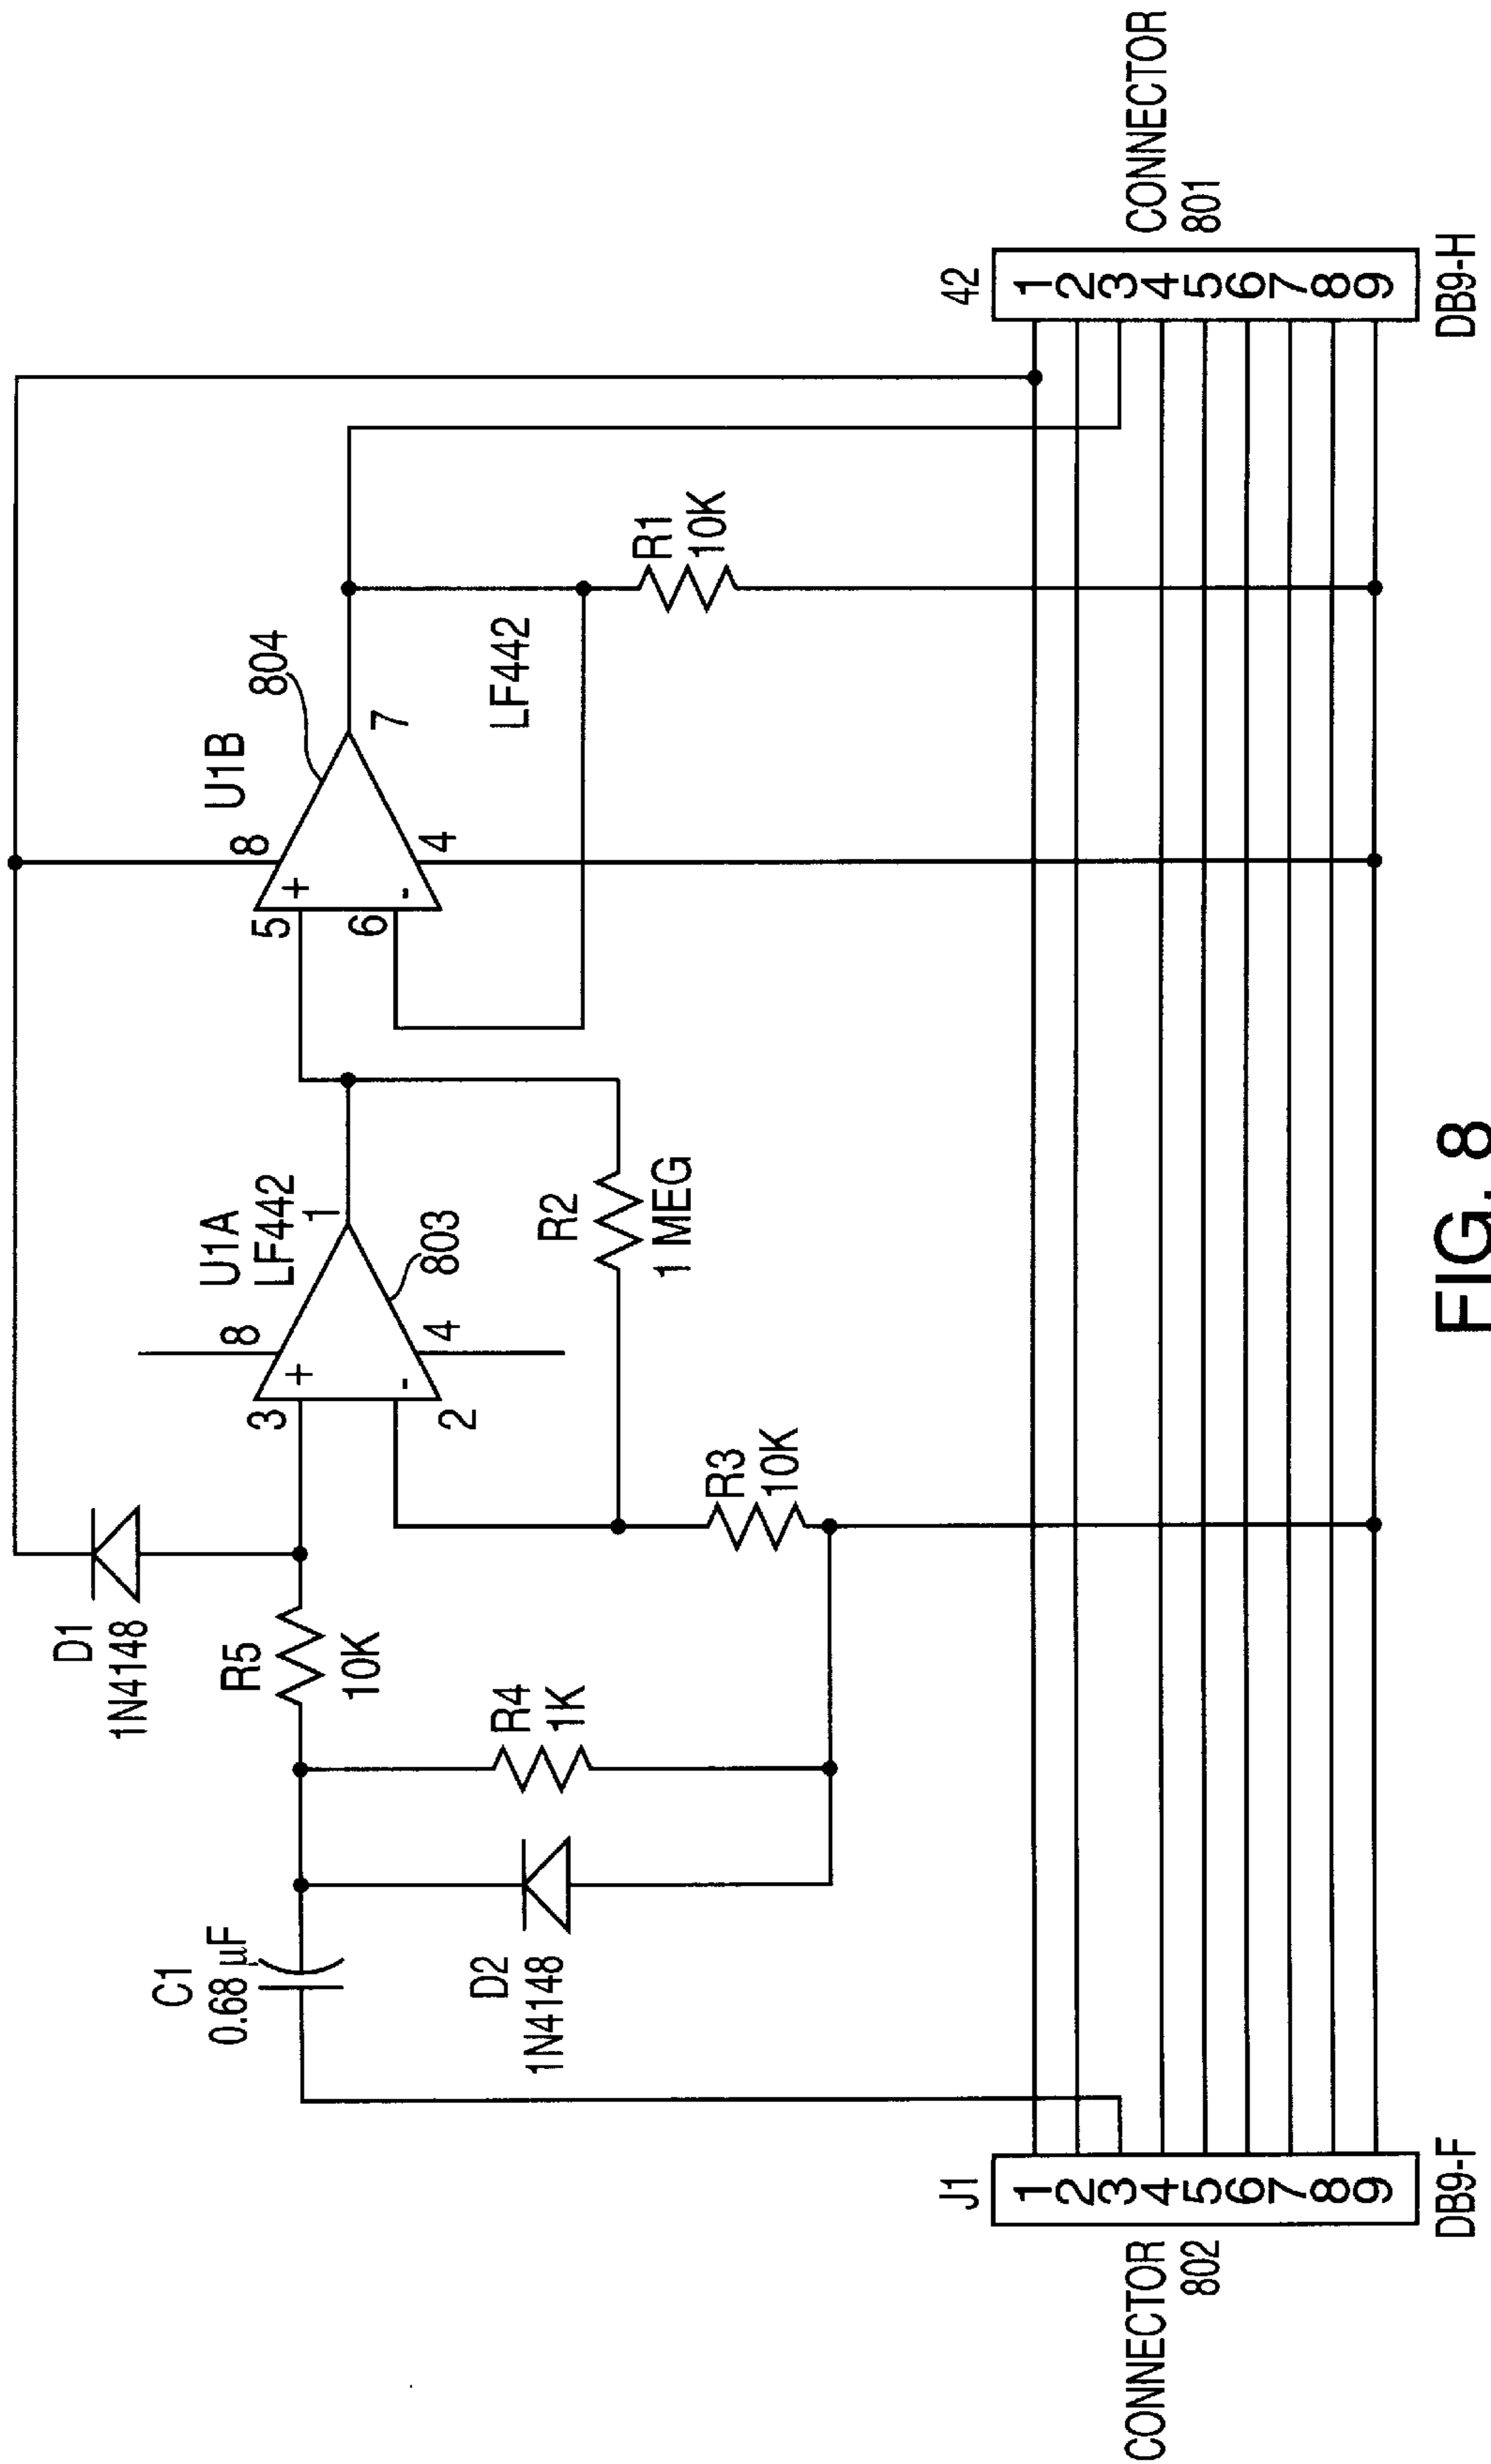 D1
1N4148
C1
0.68 µF
R5
10K
D2
1N4148
R4
1K
3
+
-
2
8
4
U1A
LF442
1
803
R3
10K
R2
1 MEG
5
+
6
-
8
4
U1B
804
7
LF442
R1
10K
CONNECTOR
802
J1
1
2
3
4
5
6
7
8
9
DB9-F
42
1
2
3
4
5
6
7
8
9
DB9-H
CONNECTOR
801
FIG. 8